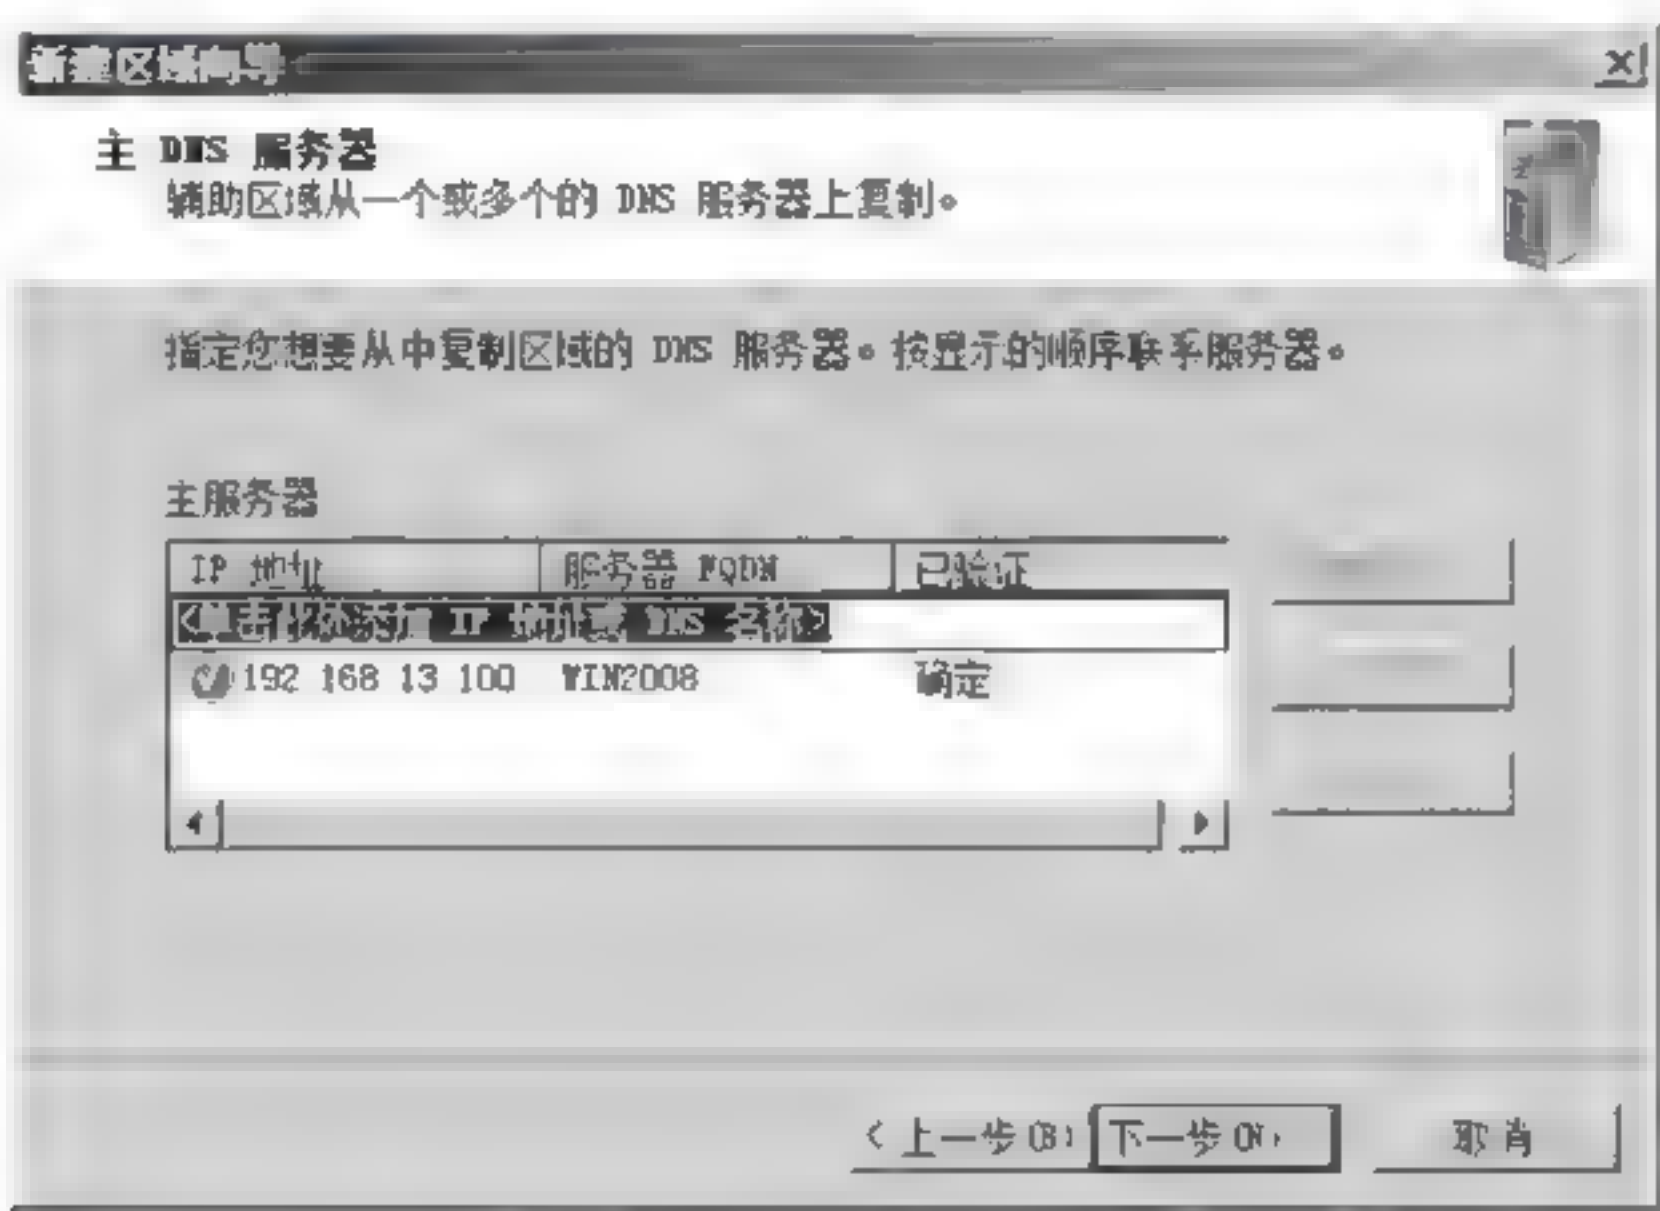 新建区域向导
主 DNS 服务器
辅助区域从一个或多个的 DNS 服务器上复制。
指定您想要从中复制区域的 DNS 服务器。按显示的顺序联系服务器。
主服务器
IP 地址 服务器 FQDN 已验证
<单击此处添加 IP 地址或 DNS 名称>
192 168 13 100 WIN2008 确定
<上一步(B) 下一步(N) 取消